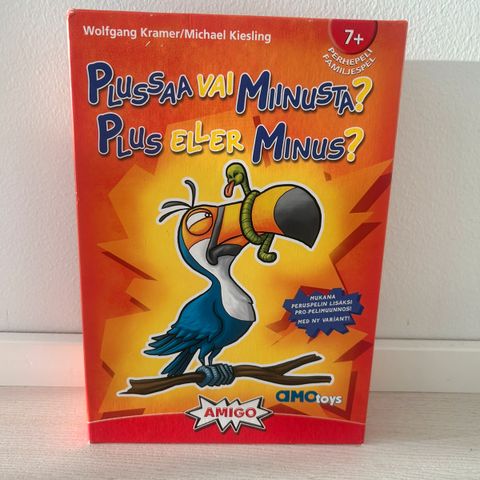 Wolfgang Kramer/Michael Kiesling
7+
PERHEPELI
FAMILJESPEL
PLUSSAA VAI MIINUSTA?
PLUS ELLER MINUS?
MUKANA
PERUSPELIN LISÄKSI
PRO-PELIMUUNNOS!
MED NY VARIANT!
AMO toys
AMIGO